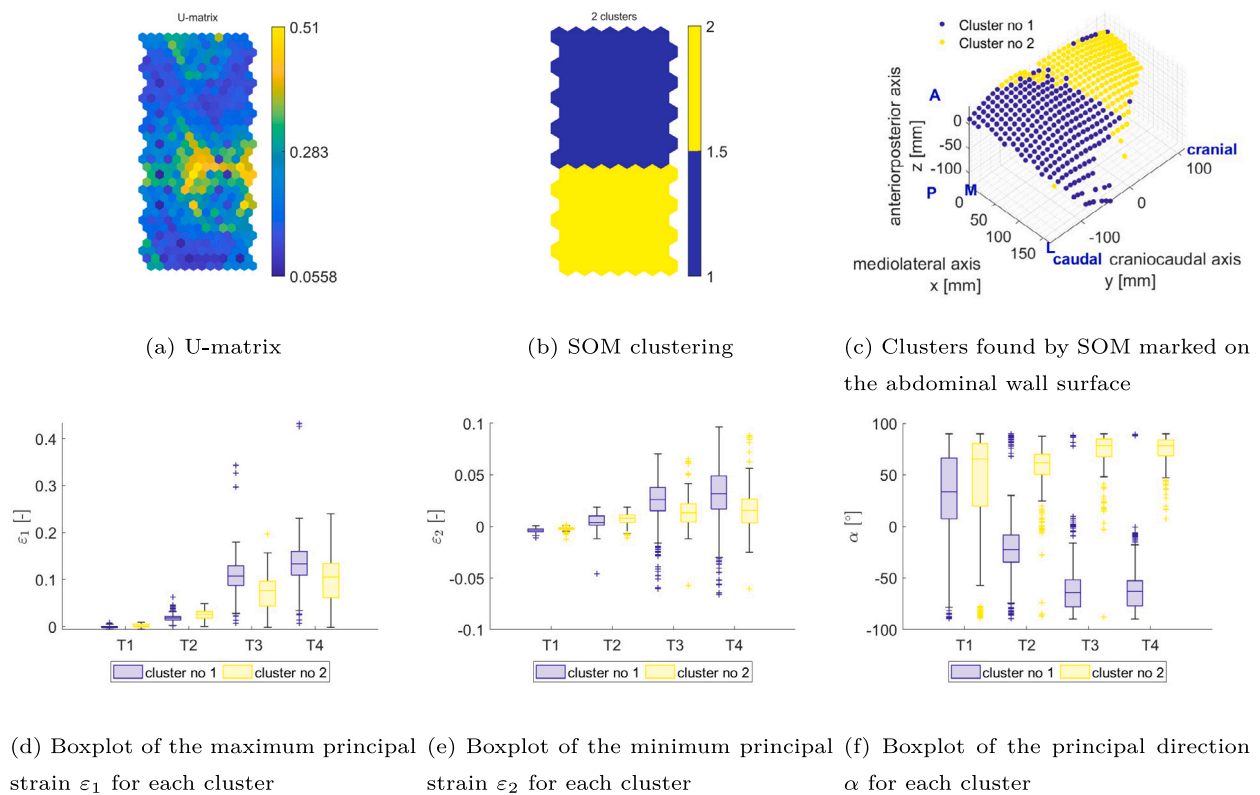 U-matrix
0.51
0.283
0.0558
2 clusters
2
1.5
1
Cluster no 1
Cluster no 2
A
P
M
L
cranial
caudal
anteriorposterior axis
z [mm]
0
-50
-100
0
50
100
150
mediolateral axis
x [mm]
-100
0
100
craniocaudal axis
y [mm]
(a) U-matrix
(b) SOM clustering
(c) Clusters found by SOM marked on
the abdominal wall surface
ε1 [-]
0.4
0.3
0.2
0.1
0
T1 T2 T3 T4
cluster no 1 cluster no 2
ε2 [-]
0.1
0.05
0
-0.05
-0.1
T1 T2 T3 T4
cluster no 1 cluster no 2
α [°]
100
50
0
-50
-100
T1 T2 T3 T4
cluster no 1 cluster no 2
(d) Boxplot of the maximum principal
strain ε1 for each cluster
(e) Boxplot of the minimum principal
strain ε2 for each cluster
(f) Boxplot of the principal direction
α for each cluster